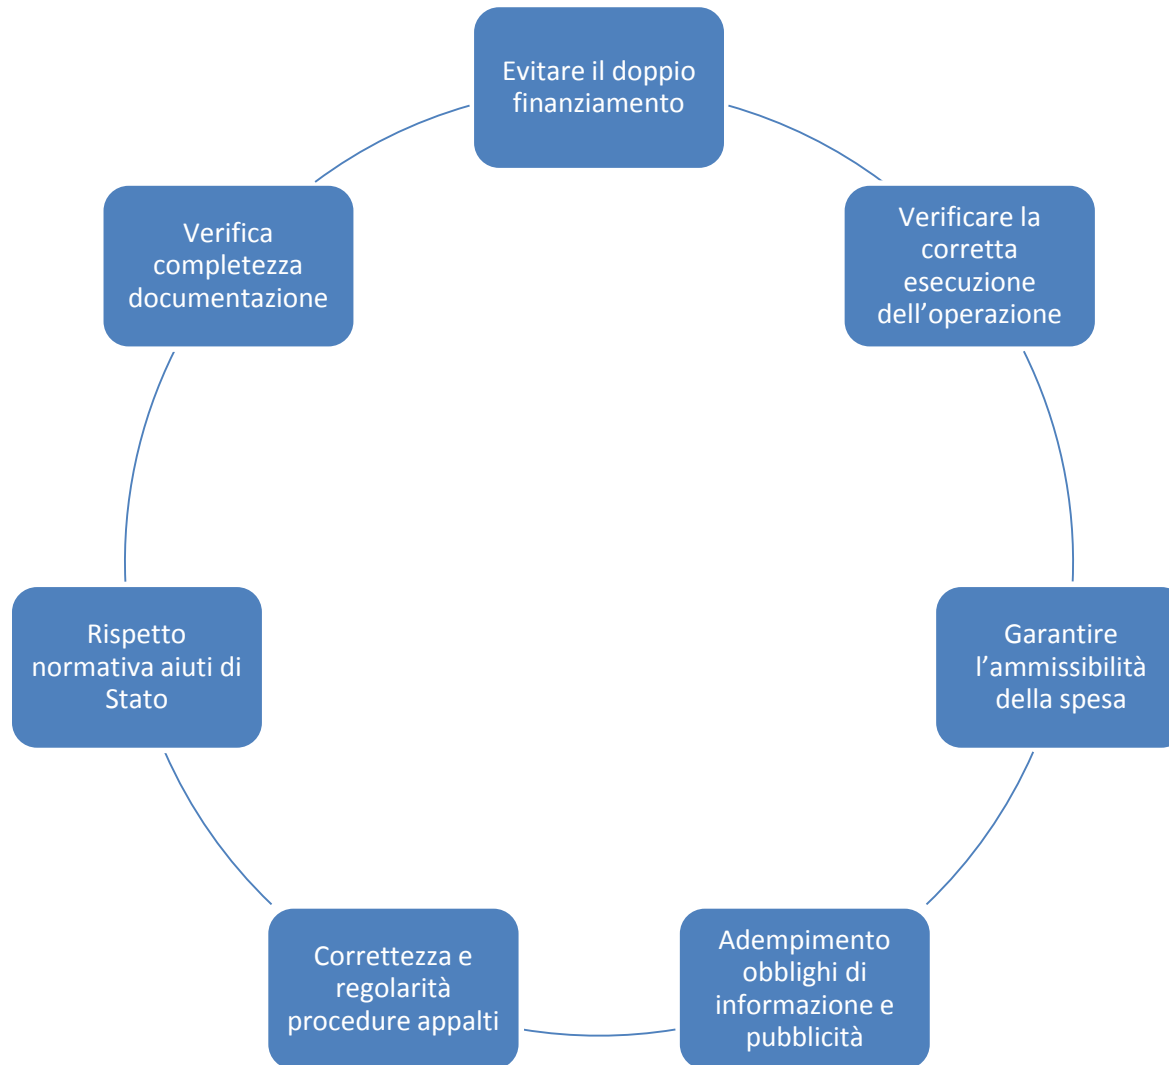 Evitare il doppio
finanziamento
Verificare la
corretta
esecuzione
dell’operazione
Garantire
l’ammissibilità
della spesa
Adempimento
obblighi di
informazione e
pubblicità
Correttezza e
regolarità
procedure appalti
Rispetto
normativa aiuti di
Stato
Verifica
completezza
documentazione